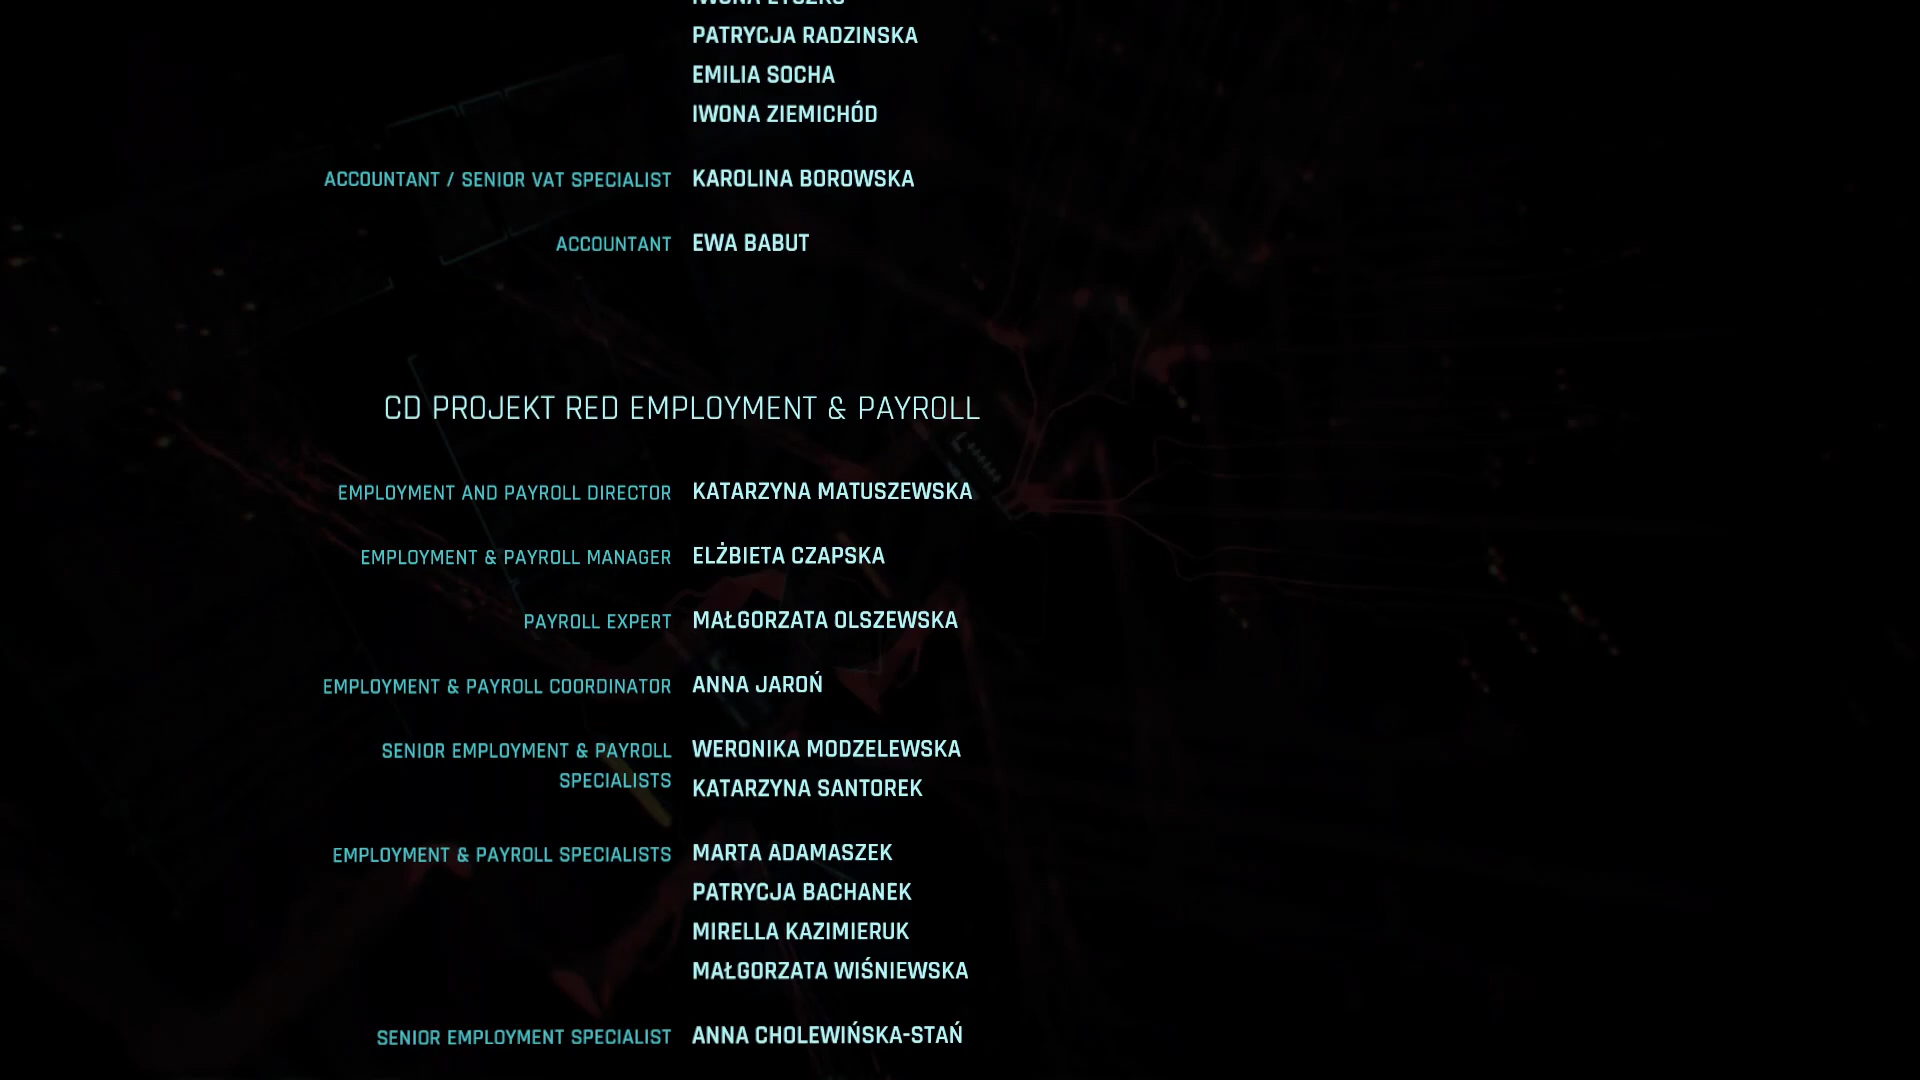 PATRYCJA RADZINSKA
EMILIA SOCHA
IWONA ZIEMICHÓD
ACCOUNTANT / SENIOR VAT SPECIALIST KAROLINA BOROWSKA
ACCOUNTANT EWA BABUT
CD PROJEKT RED EMPLOYMENT & PAYROLL
EMPLOYMENT AND PAYROLL DIRECTOR KATARZYNA MATUSZEWSKA
EMPLOYMENT & PAYROLL MANAGER ELŻBIETA CZAPSKA
PAYROLL EXPERT MAŁGORZATA OLSZEWSKA
EMPLOYMENT & PAYROLL COORDINATOR ANNA JAROŃ
SENIOR EMPLOYMENT & PAYROLL WERONIKA MODZELEWSKA
SPECIALISTS KATARZYNA SANTOREK
EMPLOYMENT & PAYROLL SPECIALISTS MARTA ADAMASZEK
PATRYCJA BACHANEK
MIRELLA KAZIMIERUK
MAŁGORZATA WIŚNIEWSKA
SENIOR EMPLOYMENT SPECIALIST ANNA CHOLEWIŃSKA-STAŃ